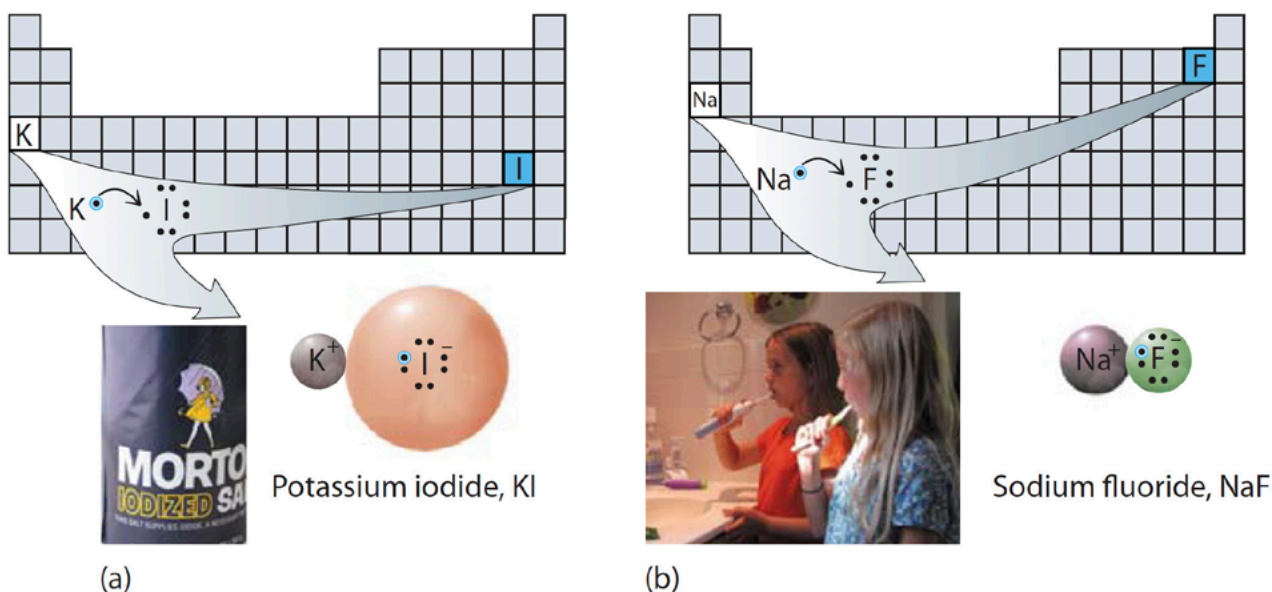 K
I
K
I
K+
I−
MORTO
IODIZED SA
Potassium iodide, KI
(a)
Na
F
Na
F
Na+
F−
Sodium fluoride, NaF
(b)